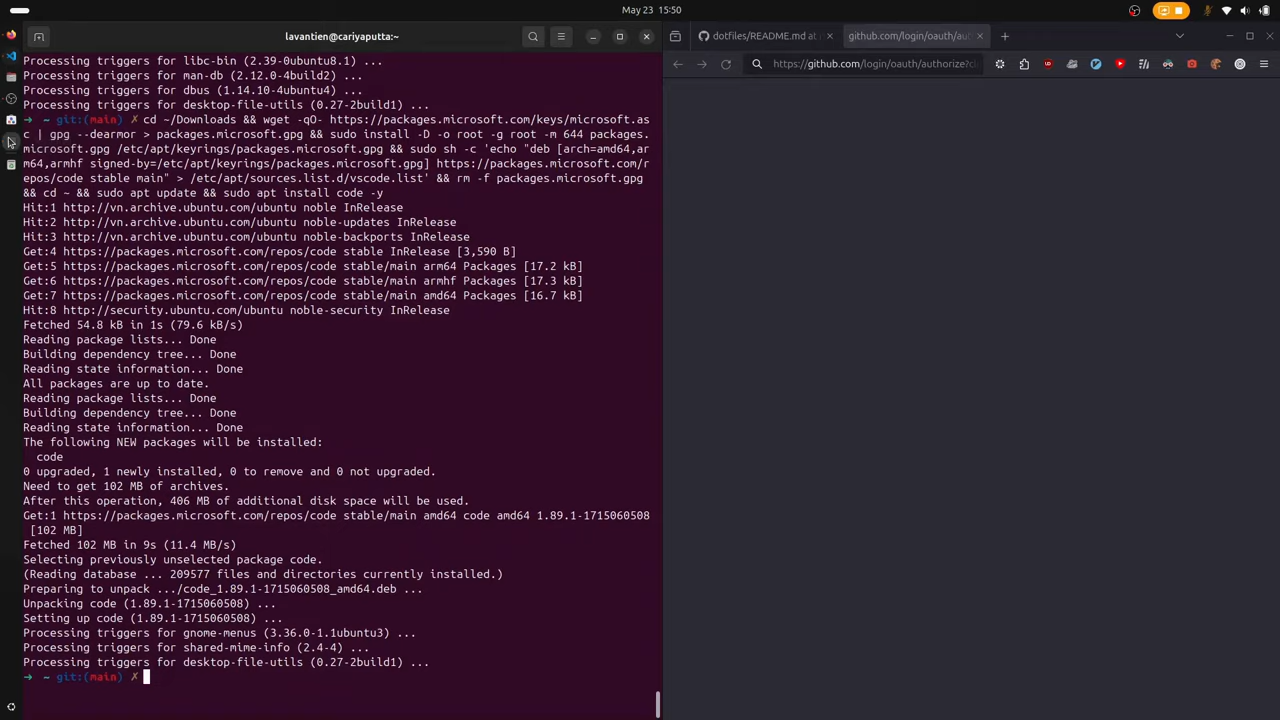 May 23 15:50
lavantien@cariyaputta:~
dotfiles/README.md at
github.com/login/oauth/aut
https://github.com/login/oauth/authorize?cl
Processing triggers for libc-bin (2.39-0ubuntu8.1) ...
Processing triggers for man-db (2.12.0-4build2) ...
Processing triggers for dbus (1.14.10-4ubuntu4) ...
Processing triggers for desktop-file-utils (0.27-2build1) ...
➜ ~ git:(main) ✗ cd ~/Downloads && wget -qO- https://packages.microsoft.com/keys/microsoft.as
c | gpg --dearmor > packages.microsoft.gpg && sudo install -D -o root -g root -m 644 packages.
microsoft.gpg /etc/apt/keyrings/packages.microsoft.gpg && sudo sh -c 'echo "deb [arch=amd64,ar
m64,armhf signed-by=/etc/apt/keyrings/packages.microsoft.gpg] https://packages.microsoft.com/r
epos/code stable main" > /etc/apt/sources.list.d/vscode.list' && rm -f packages.microsoft.gpg
&& cd ~ && sudo apt update && sudo apt install code -y
Hit:1 http://vn.archive.ubuntu.com/ubuntu noble InRelease
Hit:2 http://vn.archive.ubuntu.com/ubuntu noble-updates InRelease
Hit:3 http://vn.archive.ubuntu.com/ubuntu noble-backports InRelease
Get:4 https://packages.microsoft.com/repos/code stable InRelease [3,590 B]
Get:5 https://packages.microsoft.com/repos/code stable/main arm64 Packages [17.2 kB]
Get:6 https://packages.microsoft.com/repos/code stable/main armhf Packages [17.3 kB]
Get:7 https://packages.microsoft.com/repos/code stable/main amd64 Packages [16.7 kB]
Hit:8 http://security.ubuntu.com/ubuntu noble-security InRelease
Fetched 54.8 kB in 1s (79.6 kB/s)
Reading package lists... Done
Building dependency tree... Done
Reading state information... Done
All packages are up to date.
Reading package lists... Done
Building dependency tree... Done
Reading state information... Done
The following NEW packages will be installed:
code
0 upgraded, 1 newly installed, 0 to remove and 0 not upgraded.
Need to get 102 MB of archives.
After this operation, 406 MB of additional disk space will be used.
Get:1 https://packages.microsoft.com/repos/code stable/main amd64 code amd64 1.89.1-1715060508
[102 MB]
Fetched 102 MB in 9s (11.4 MB/s)
Selecting previously unselected package code.
(Reading database ... 209577 files and directories currently installed.)
Preparing to unpack .../code_1.89.1-1715060508_amd64.deb ...
Unpacking code (1.89.1-1715060508) ...
Setting up code (1.89.1-1715060508) ...
Processing triggers for gnome-menus (3.36.0-1.1ubuntu3) ...
Processing triggers for shared-mime-info (2.4-4) ...
Processing triggers for desktop-file-utils (0.27-2build1) ...
➜ ~ git:(main) ✗